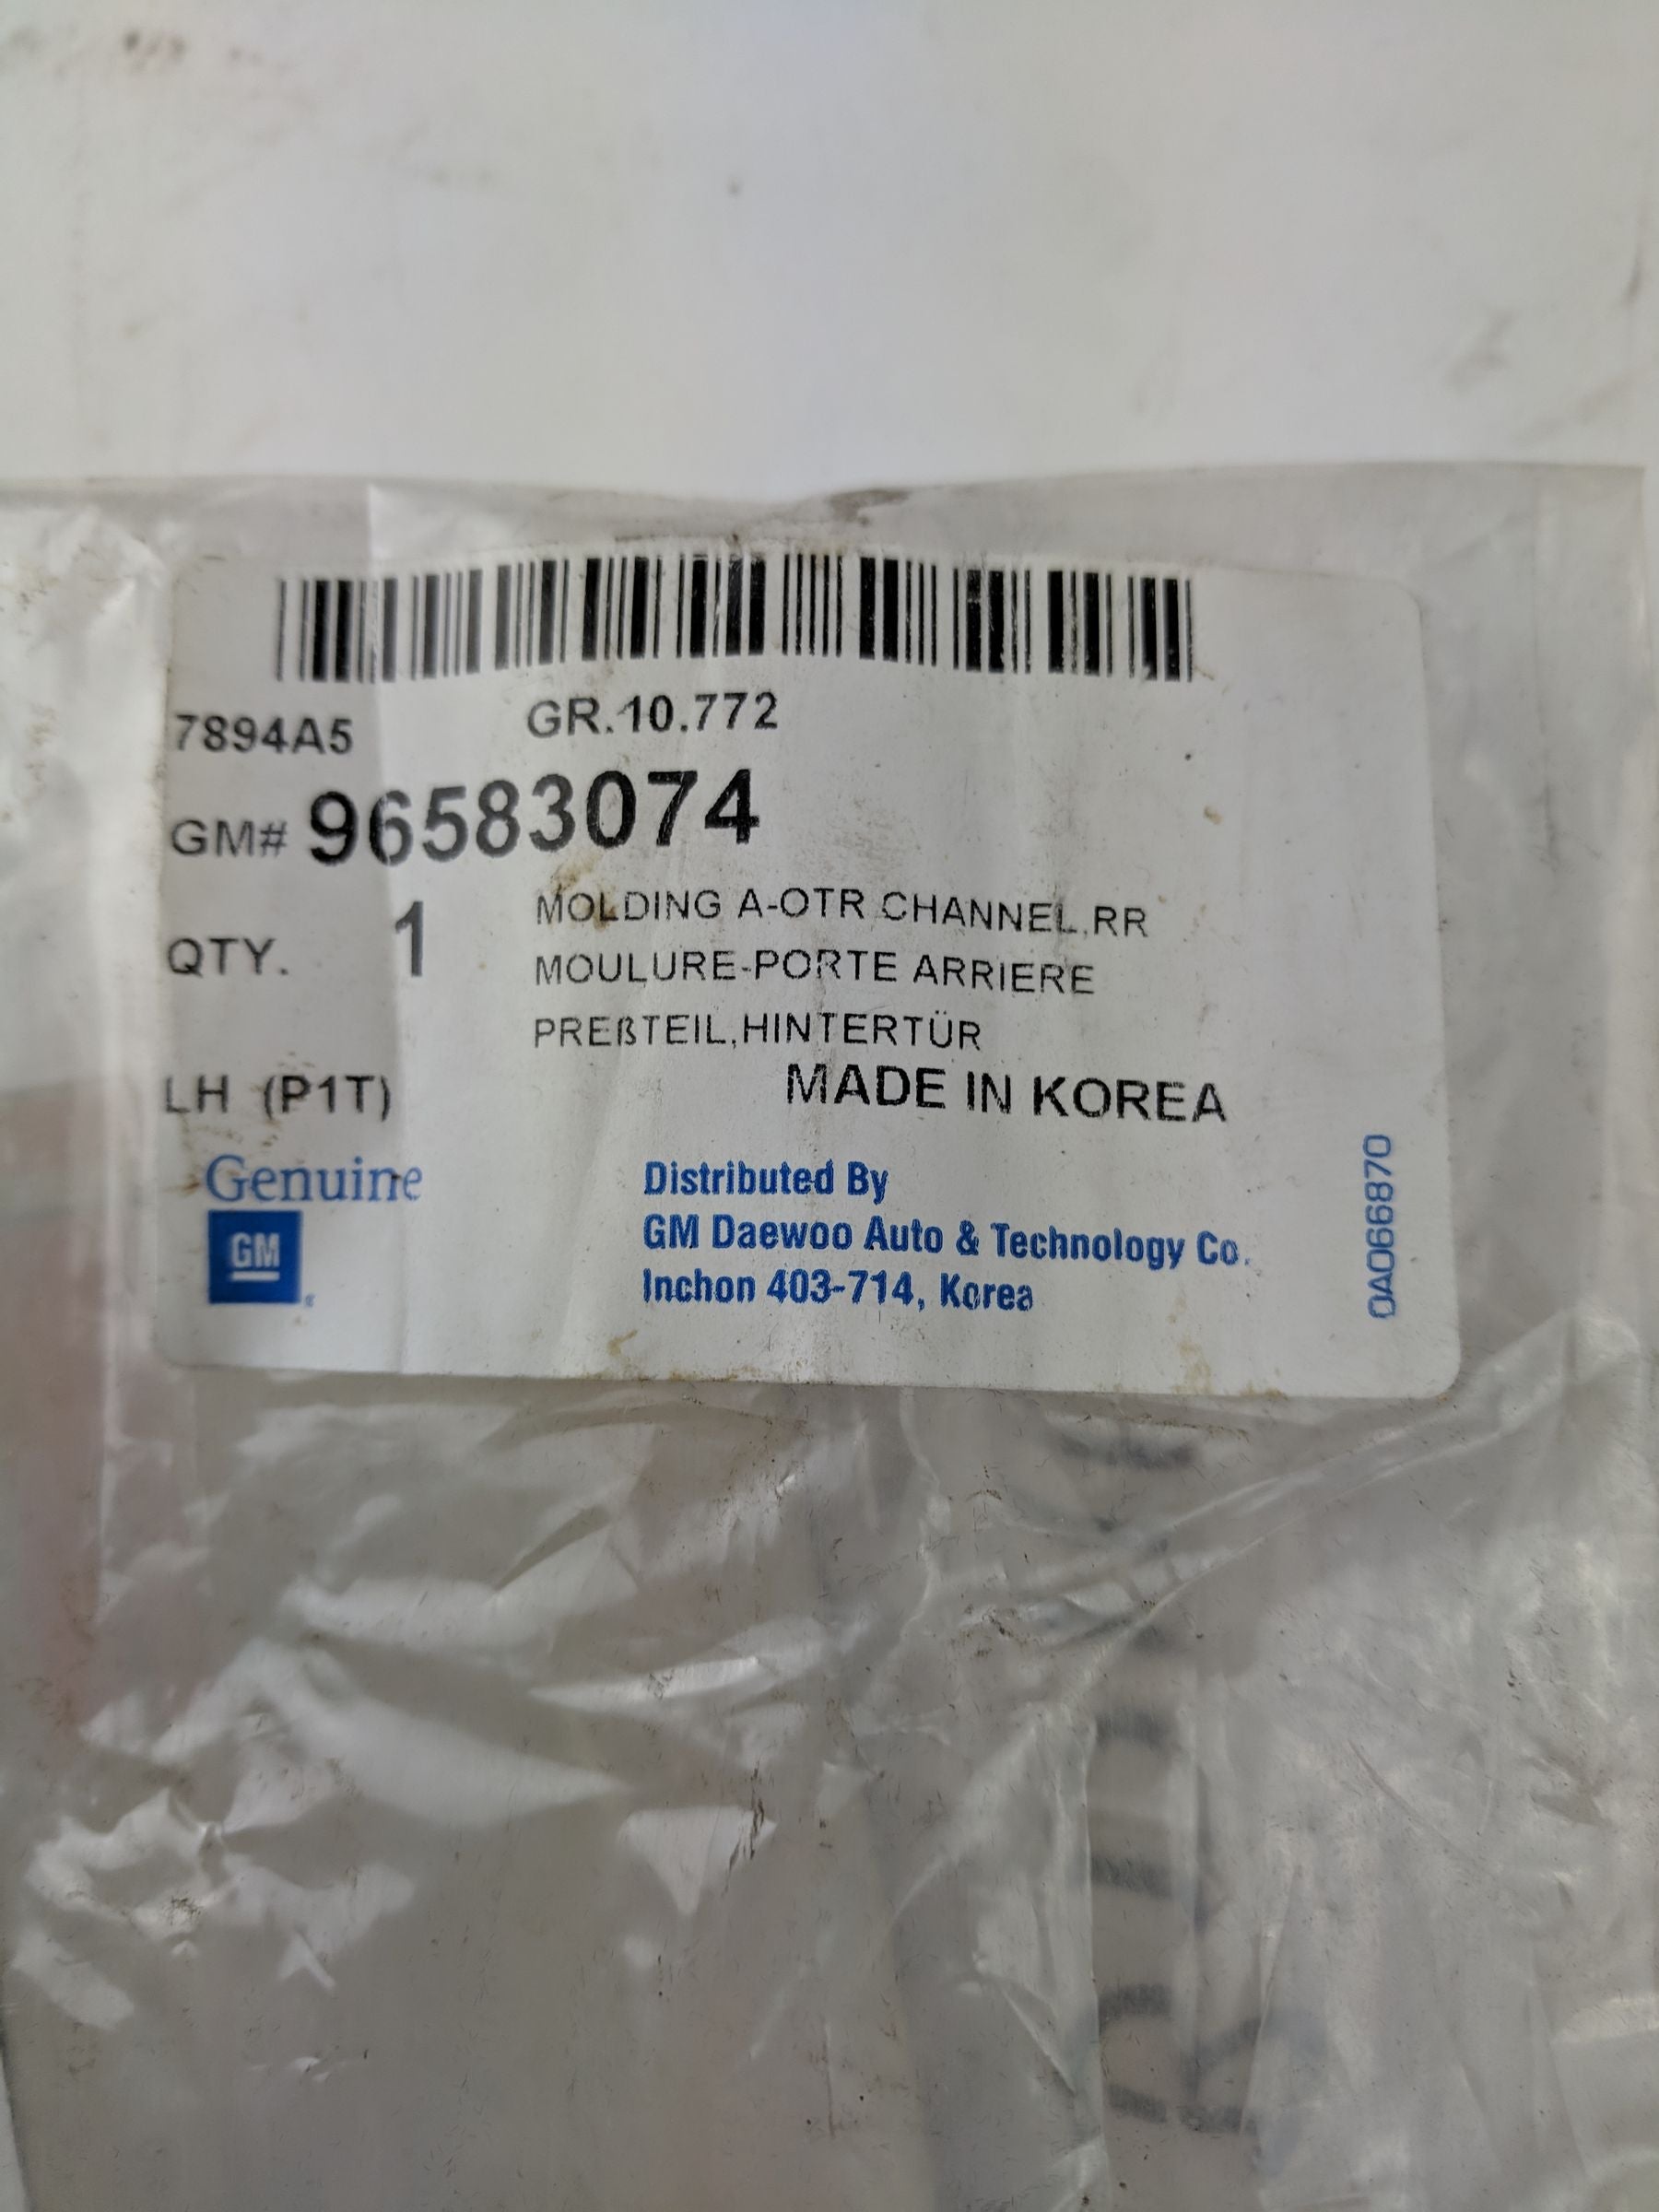 7894A5 GR.10.772
GM# 96583074
QTY. 1 MOLDING A-OTR CHANNEL,RR
MOULURE-PORTE ARRIERE
PREßTEIL,HINTERTÜR
LH (P1T) MADE IN KOREA
Genuine
GM
Distributed By
GM Daewoo Auto & Technology Co.
Inchon 403-714, Korea
0A066870